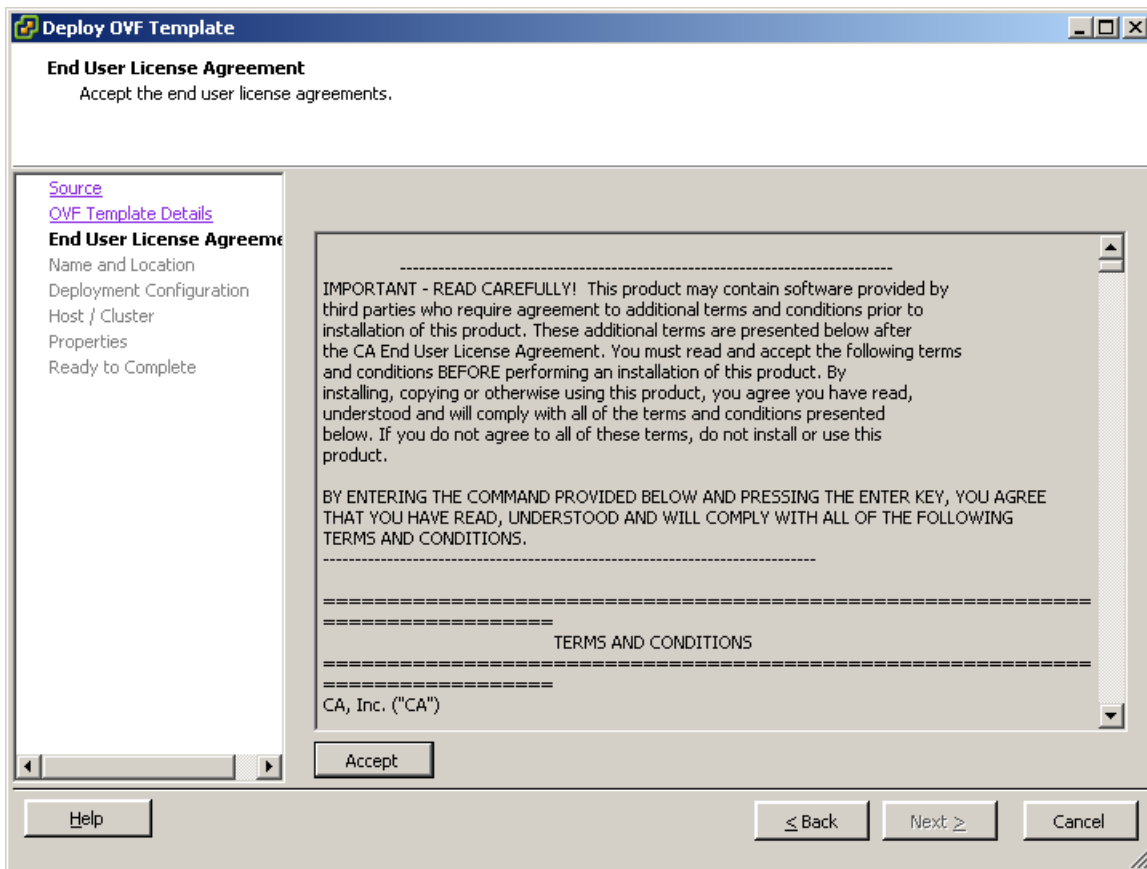 Deploy OVF Template
End User License Agreement
Accept the end user license agreements.
Source
OVF Template Details
End User License Agreeme
Name and Location
Deployment Configuration
Host / Cluster
Properties
Ready to Complete
-------------------------------------------------------------------------------
IMPORTANT - READ CAREFULLY!  This product may contain software provided by
third parties who require agreement to additional terms and conditions prior to
installation of this product. These additional terms are presented below after
the CA End User License Agreement. You must read and accept the following terms
and conditions BEFORE performing an installation of this product. By
installing, copying or otherwise using this product, you agree you have read,
understood and will comply with all of the terms and conditions presented
below. If you do not agree to all of these terms, do not install or use this
product.
BY ENTERING THE COMMAND PROVIDED BELOW AND PRESSING THE ENTER KEY, YOU AGREE
THAT YOU HAVE READ, UNDERSTOOD AND WILL COMPLY WITH ALL OF THE FOLLOWING
TERMS AND CONDITIONS.
-------------------------------------------------------------------------------
============================================================
==================
TERMS AND CONDITIONS
============================================================
==================
CA, Inc. ("CA")
Accept
Help
< Back
Next >
Cancel